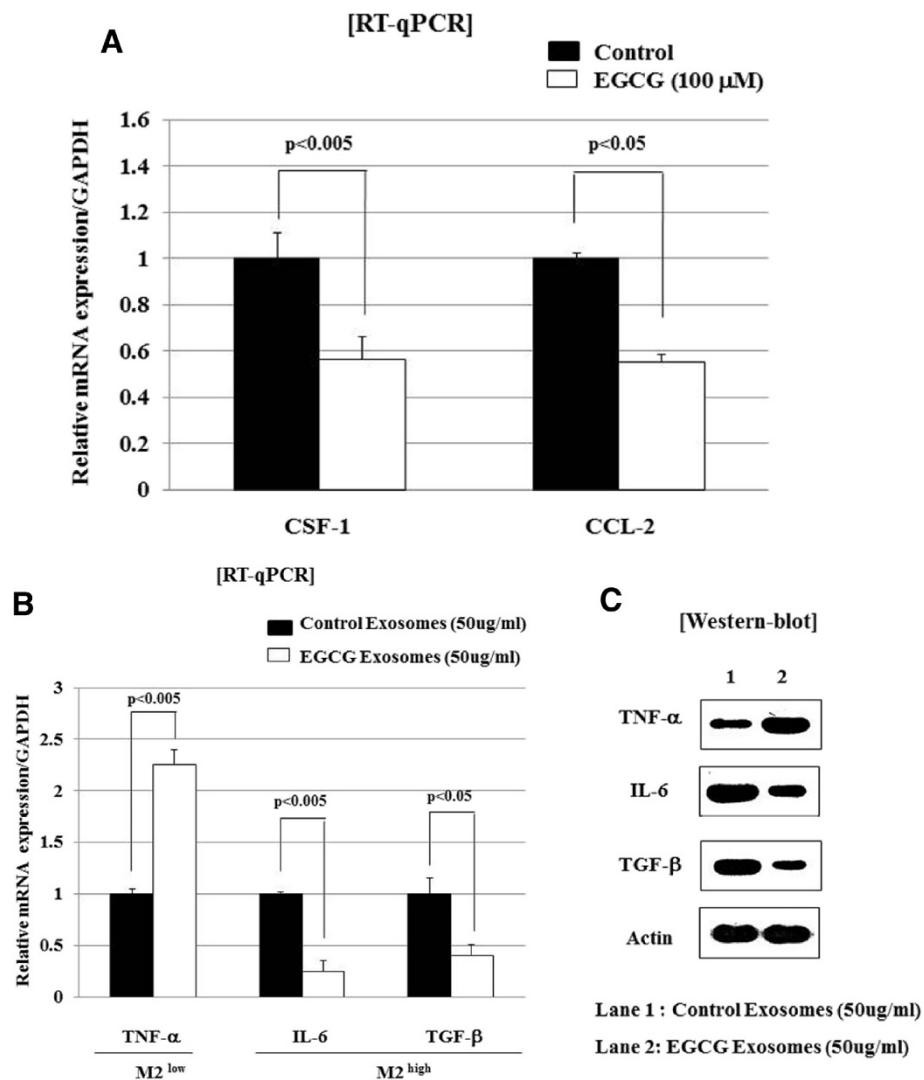 A
[RT-qPCR]
Control
EGCG (100 μM)
Relative mRNA expression/GAPDH
1.6
1.4
1.2
1
0.8
0.6
0.4
0.2
0
p<0.005
p<0.05
CSF-1
CCL-2
B
[RT-qPCR]
Control Exosomes (50ug/ml)
EGCG Exosomes (50ug/ml)
Relative mRNA expression/GAPDH
3
2.5
2
1.5
1
0.5
0
p<0.005
p<0.005
p<0.05
TNF-α
IL-6
TGF-β
M2 low
M2 high
C
[Western-blot]
1 2
TNF-α
IL-6
TGF-β
Actin
Lane 1 : Control Exosomes (50ug/ml)
Lane 2: EGCG Exosomes (50ug/ml)